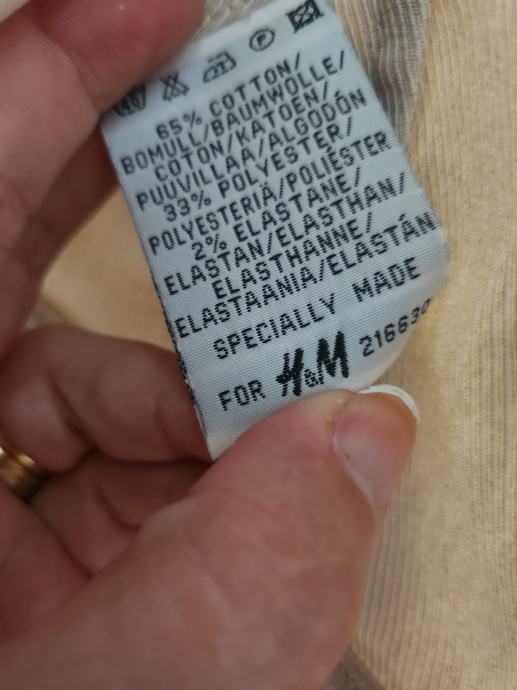 65% COTTON/
BOMULL/BAUMWOLLE/
COTON/KATOEN/
PUUVILLAA/ALGODÓN
33% POLYESTER/
POLYESTERIÄ/POLIÉSTER
2% ELASTANE/
ELASTAN/ELASTHAN/
ELASTHANNE/
ELASTAANIA/ELASTÁN
SPECIALLY MADE
FOR H&M 216639